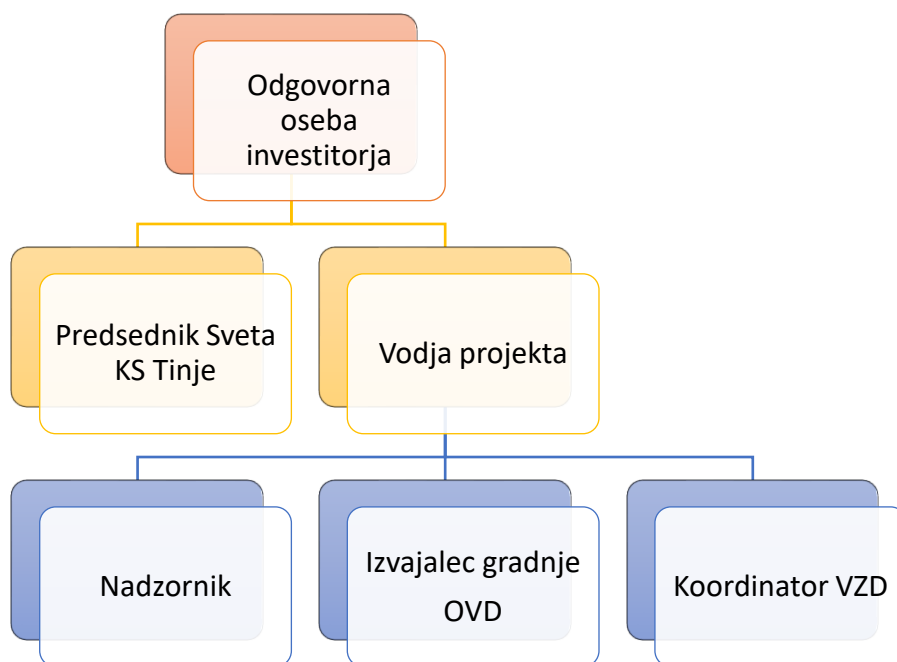 Odgovorna
oseba
investitorja
Predsednik Sveta
KS Tinje
Vodja projekta
Nadzornik
Izvajalec gradnje
OVD
Koordinator VZD